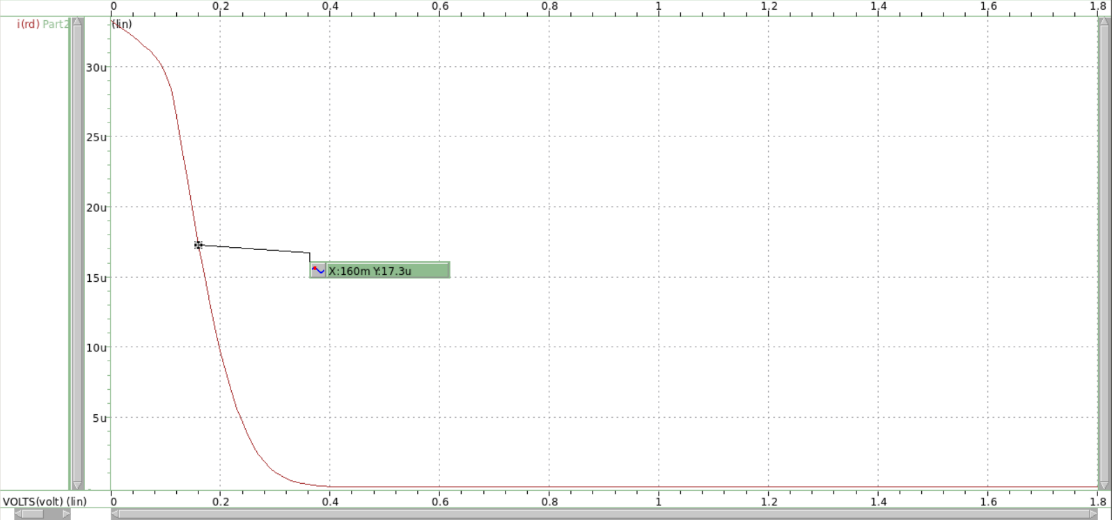 0 0.2 0.4 0.6 0.8 1 1.2 1.4 1.6 1.8
i(rd) Part2
(lin)
30u
25u
20u
15u
10u
5u
X:160m Y:17.3u
VOLTS(volt) (lin)
0 0.2 0.4 0.6 0.8 1 1.2 1.4 1.6 1.8